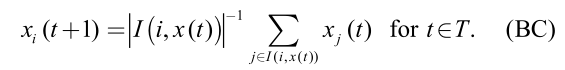 x_i (t+1) = |I(i, x(t))|^{-1} ∑_{j∈I(i,x(t))} x_j (t) for t∈T. (BC)